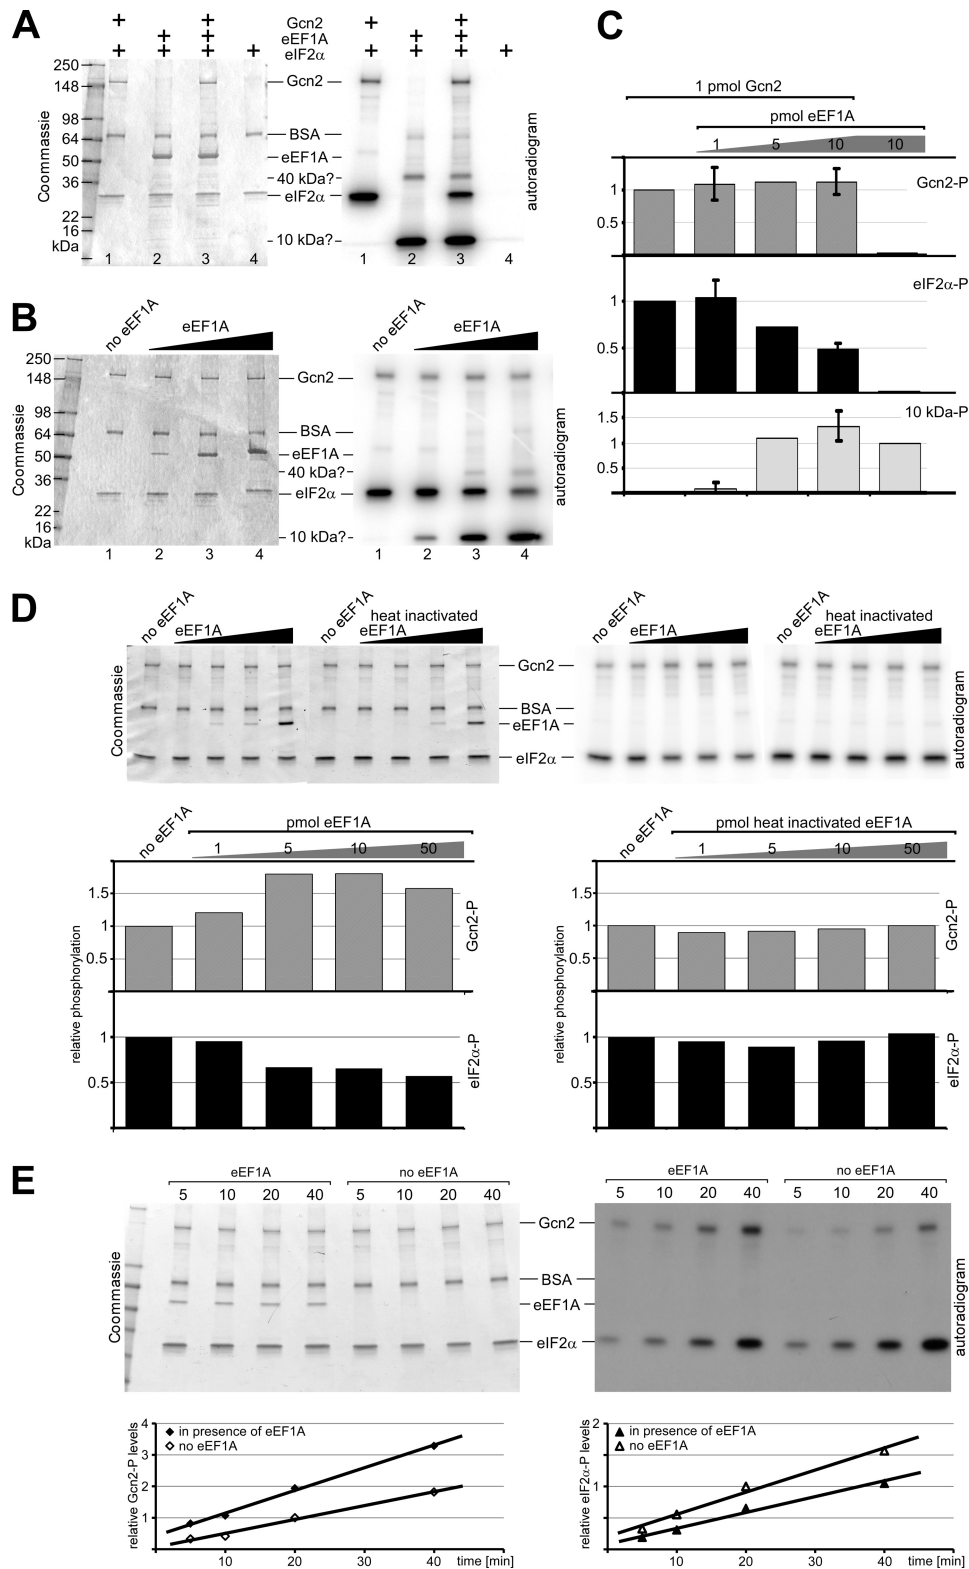 A
+ + Gcn2 + +
+ + eEF1A + +
+ + + + eIF2α + + + +
Coommassie
250
148
98
64
50
36
22
16
kDa
Gcn2
BSA
eEF1A
40 kDa?
eIF2α
10 kDa?
1 2 3 4
1 2 3 4
autoradiogram
B
no eEF1A eEF1A
no eEF1A eEF1A
Coommassie
250
148
98
64
50
36
22
16
kDa
Gcn2
BSA
eEF1A
40 kDa?
eIF2α
10 kDa?
1 2 3 4
1 2 3 4
autoradiogram
C
1 pmol Gcn2
pmol eEF1A
1 5 10 10
Gcn2-P
1
0.5
eIF2α-P
1
0.5
10 kDa-P
1.5
1
0.5
D
no eEF1A eEF1A
no eEF1A heat inactivated
eEF1A
no eEF1A eEF1A
no eEF1A heat inactivated
eEF1A
Coommassie
Gcn2
BSA
eEF1A
eIF2α
autoradiogram
no eEF1A pmol eEF1A
1 5 10 50
1.5
1
0.5
Gcn2-P
relative phosphorylation
1
0.5
eIF2α-P
no eEF1A pmol heat inactivated eEF1A
1 5 10 50
1.5
1
0.5
Gcn2-P
relative phosphorylation
1
0.5
eIF2α-P
E
eEF1A no eEF1A
5 10 20 40 5 10 20 40
eEF1A no eEF1A
5 10 20 40 5 10 20 40
Coommassie
Gcn2
BSA
eEF1A
eIF2α
autoradiogram
relative Gcn2-P levels
4
3
2
1
in presence of eEF1A
no eEF1A
10 20 30 40 time [min]
relative eIF2α-P levels
2
1
in presence of eEF1A
no eEF1A
10 20 30 40 time [min]